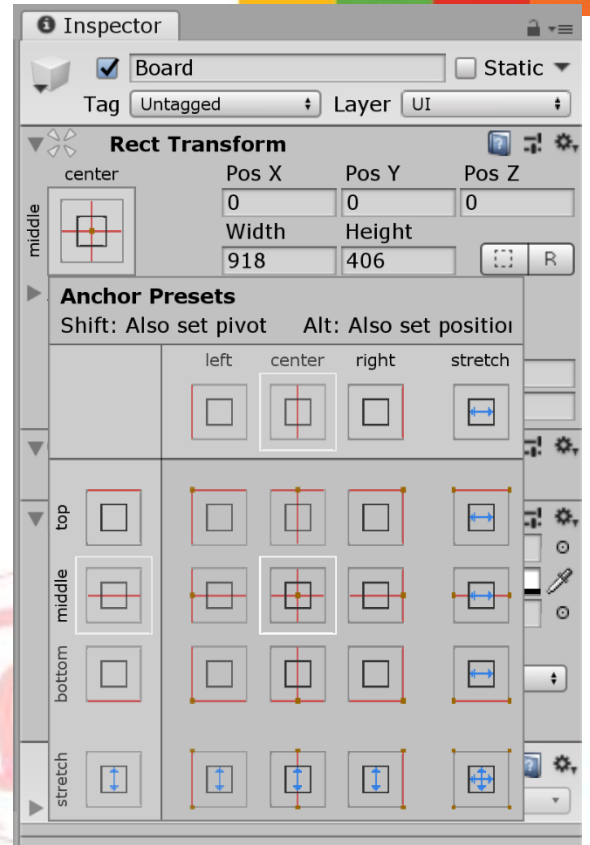 Inspector
Board
Static
Tag Untagged Layer UI
Rect Transform
center Pos X Pos Y Pos Z
middle 0 0 0
Width Height
918 406 R
Anchor Presets
Shift: Also set pivot Alt: Also set position
left center right stretch
top
middle
bottom
stretch